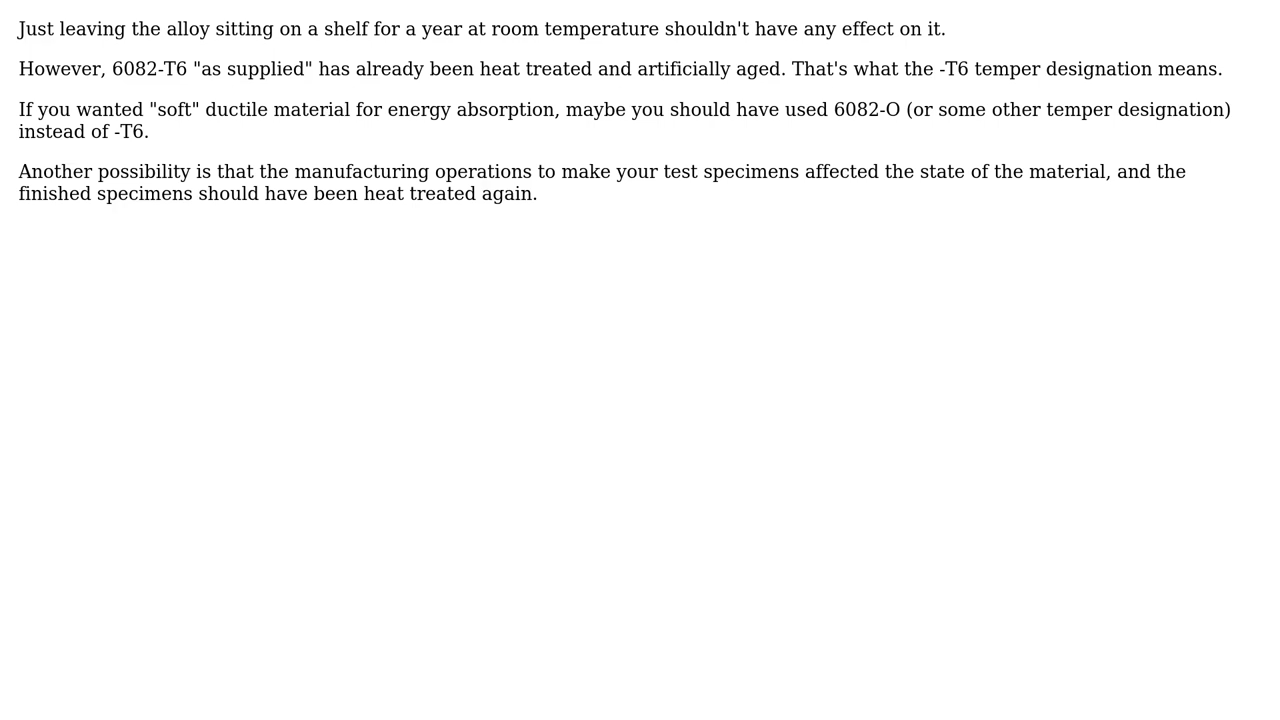 Just leaving the alloy sitting on a shelf for a year at room temperature shouldn't have any effect on it.
However, 6082-T6 "as supplied" has already been heat treated and artificially aged. That's what the -T6 temper designation means.
If you wanted "soft" ductile material for energy absorption, maybe you should have used 6082-O (or some other temper designation)
instead of -T6.
Another possibility is that the manufacturing operations to make your test specimens affected the state of the material, and the
finished specimens should have been heat treated again.